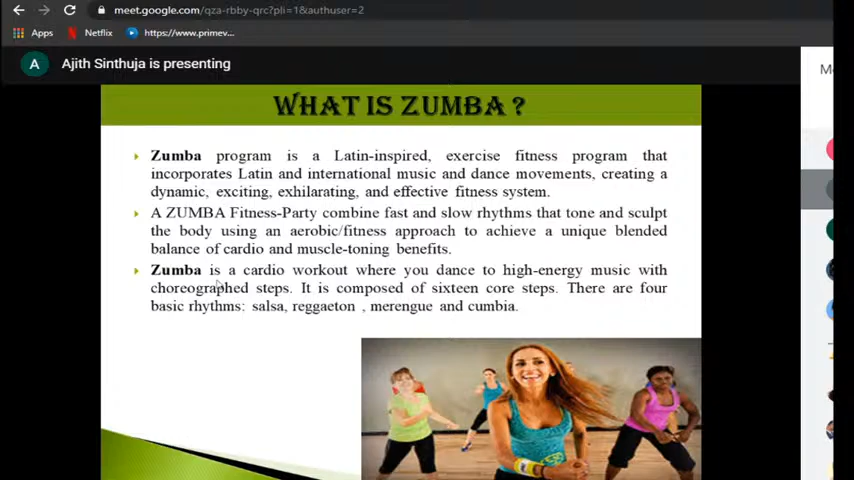 meet.google.com/qza-rbby-qrc?pli=1&authuser=2
Apps Netflix https://www.primev...
A Ajith Sinthuja is presenting
WHAT IS ZUMBA ?
Zumba program is a Latin-inspired, exercise fitness program that
incorporates Latin and international music and dance movements, creating a
dynamic, exciting, exhilarating, and effective fitness system.
A ZUMBA Fitness-Party combine fast and slow rhythms that tone and sculpt
the body using an aerobic/fitness approach to achieve a unique blended
balance of cardio and muscle-toning benefits.
Zumba is a cardio workout where you dance to high-energy music with
choreographed steps. It is composed of sixteen core steps. There are four
basic rhythms: salsa, reggaeton , merengue and cumbia.